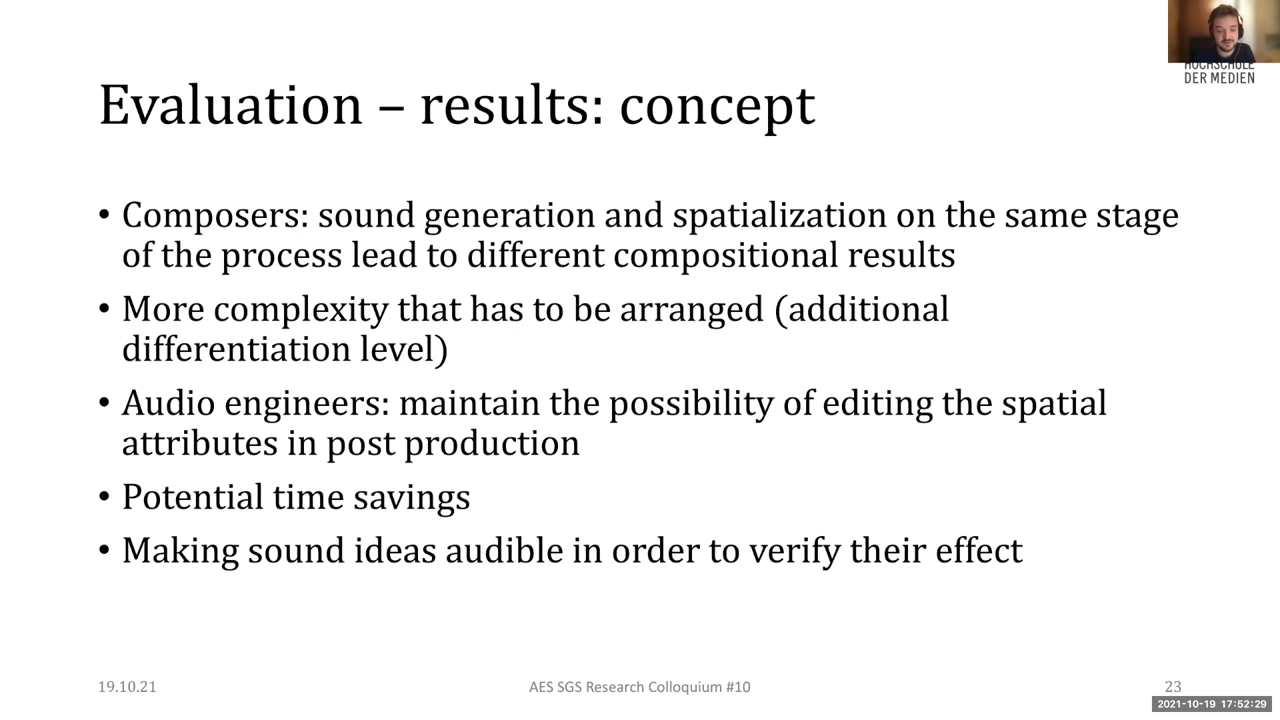 HOCHSCHULE
DER MEDIEN
Evaluation – results: concept
• Composers: sound generation and spatialization on the same stage
of the process lead to different compositional results
• More complexity that has to be arranged (additional
differentiation level)
• Audio engineers: maintain the possibility of editing the spatial
attributes in post production
• Potential time savings
• Making sound ideas audible in order to verify their effect
19.10.21
AES SGS Research Colloquium #10
23
2021-10-19 17:52:29